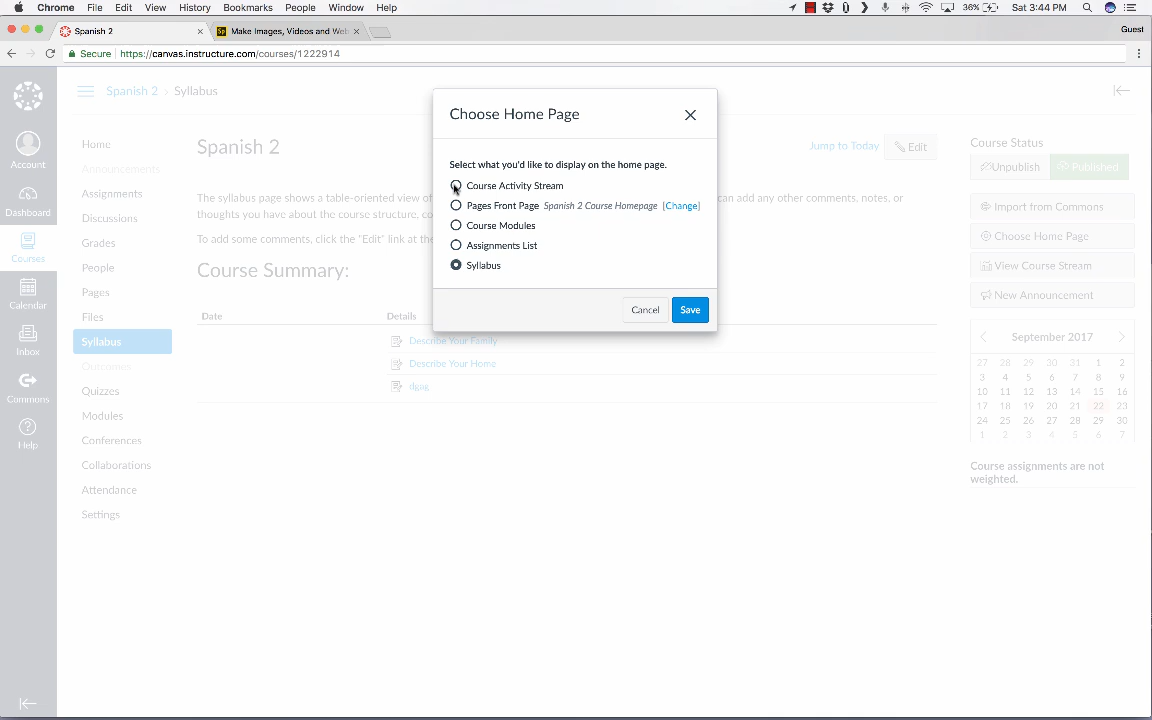 Chrome File Edit View History Bookmarks People Window Help 36% Sat 3:44 PM
Spanish 2 Make Images, Videos and Web Guest
Secure https://canvas.instructure.com/courses/1222914
Spanish 2 > Syllabus
Account
Dashboard
Courses
Calendar
Inbox
Commons
Help
Home
Announcements
Assignments
Discussions
Grades
People
Pages
Files
Syllabus
Outcomes
Quizzes
Modules
Conferences
Collaborations
Attendance
Settings
Spanish 2
Jump to Today Edit
The syllabus page shows a table-oriented view of can add any other comments, notes, or
thoughts you have about the course structure, co
To add some comments, click the "Edit" link at the
Course Summary:
Date Details
Describe Your Family
Describe Your Home
dgag
Choose Home Page
Select what you'd like to display on the home page.
Course Activity Stream
Pages Front Page Spanish 2 Course Homepage [Change]
Course Modules
Assignments List
Syllabus
Cancel Save
Course Status
Unpublish Published
Import from Commons
Choose Home Page
View Course Stream
New Announcement
September 2017
27 28 29 30 31 1 2
3 4 5 6 7 8 9
10 11 12 13 14 15 16
17 18 19 20 21 22 23
24 25 26 27 28 29 30
1 2 3 4 5 6 7
Course assignments are not
weighted.